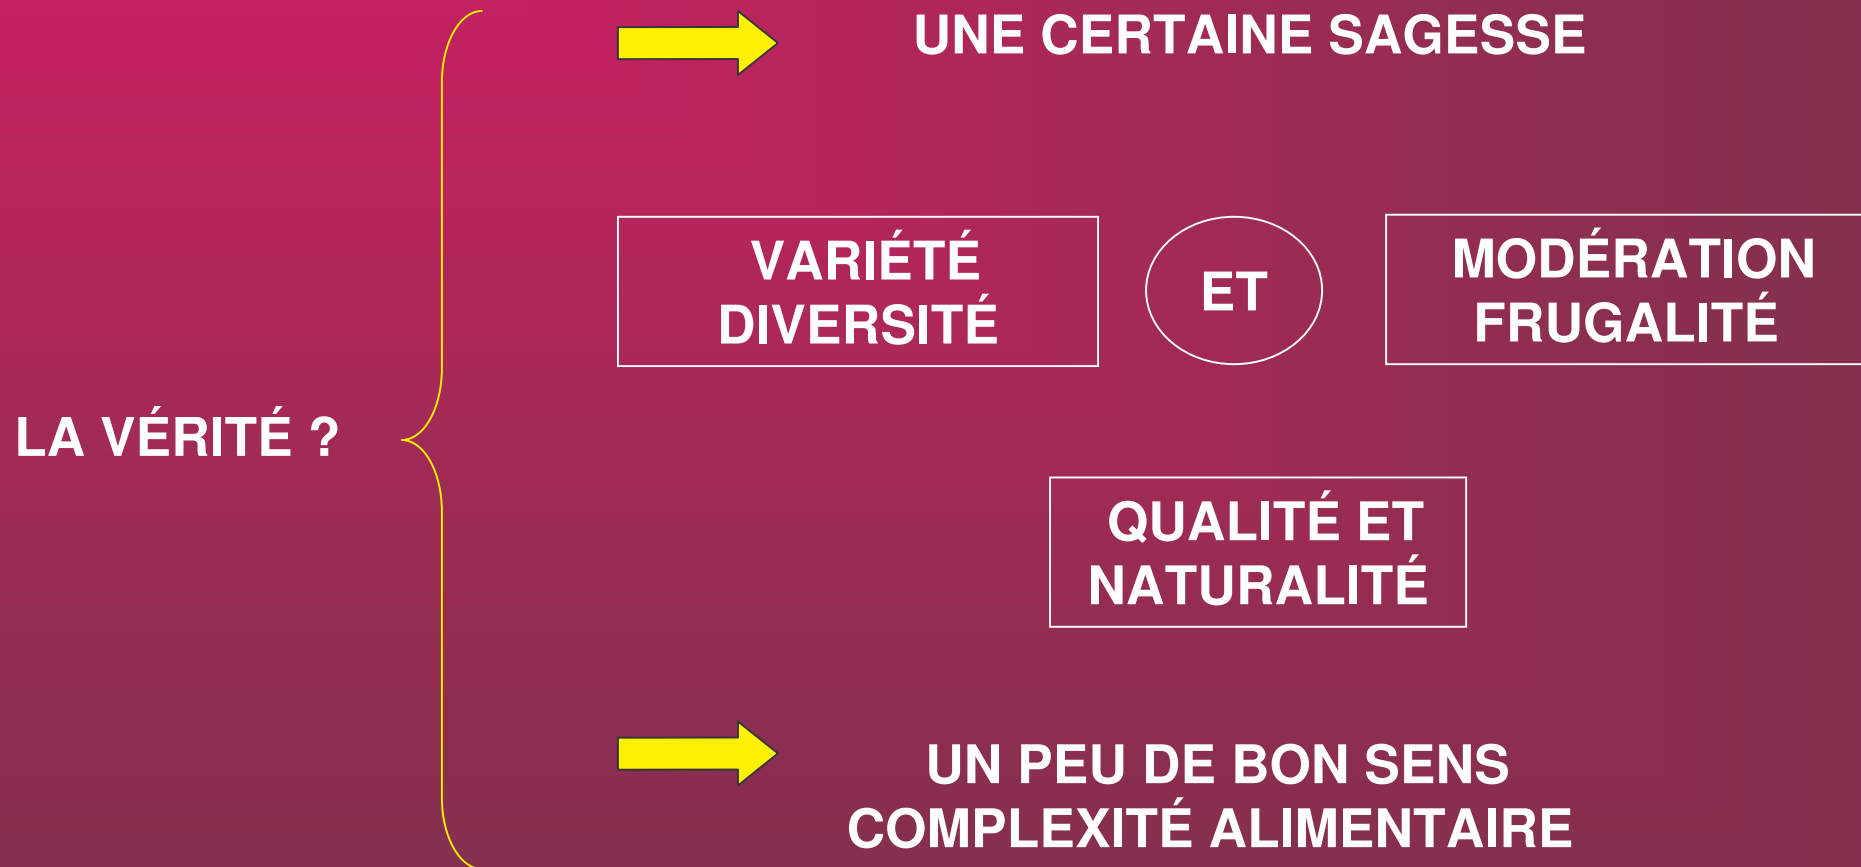 UNE CERTAINE SAGESSE
VARIÉTÉ
DIVERSITÉ
ET
MODÉRATION
FRUGALITÉ
LA VÉRITÉ ?
QUALITÉ ET
NATURALITÉ
UN PEU DE BON SENS
COMPLEXITÉ ALIMENTAIRE